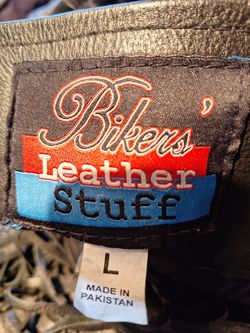 Bikers'
Leather
Stuff
L
MADE IN
PAKISTAN